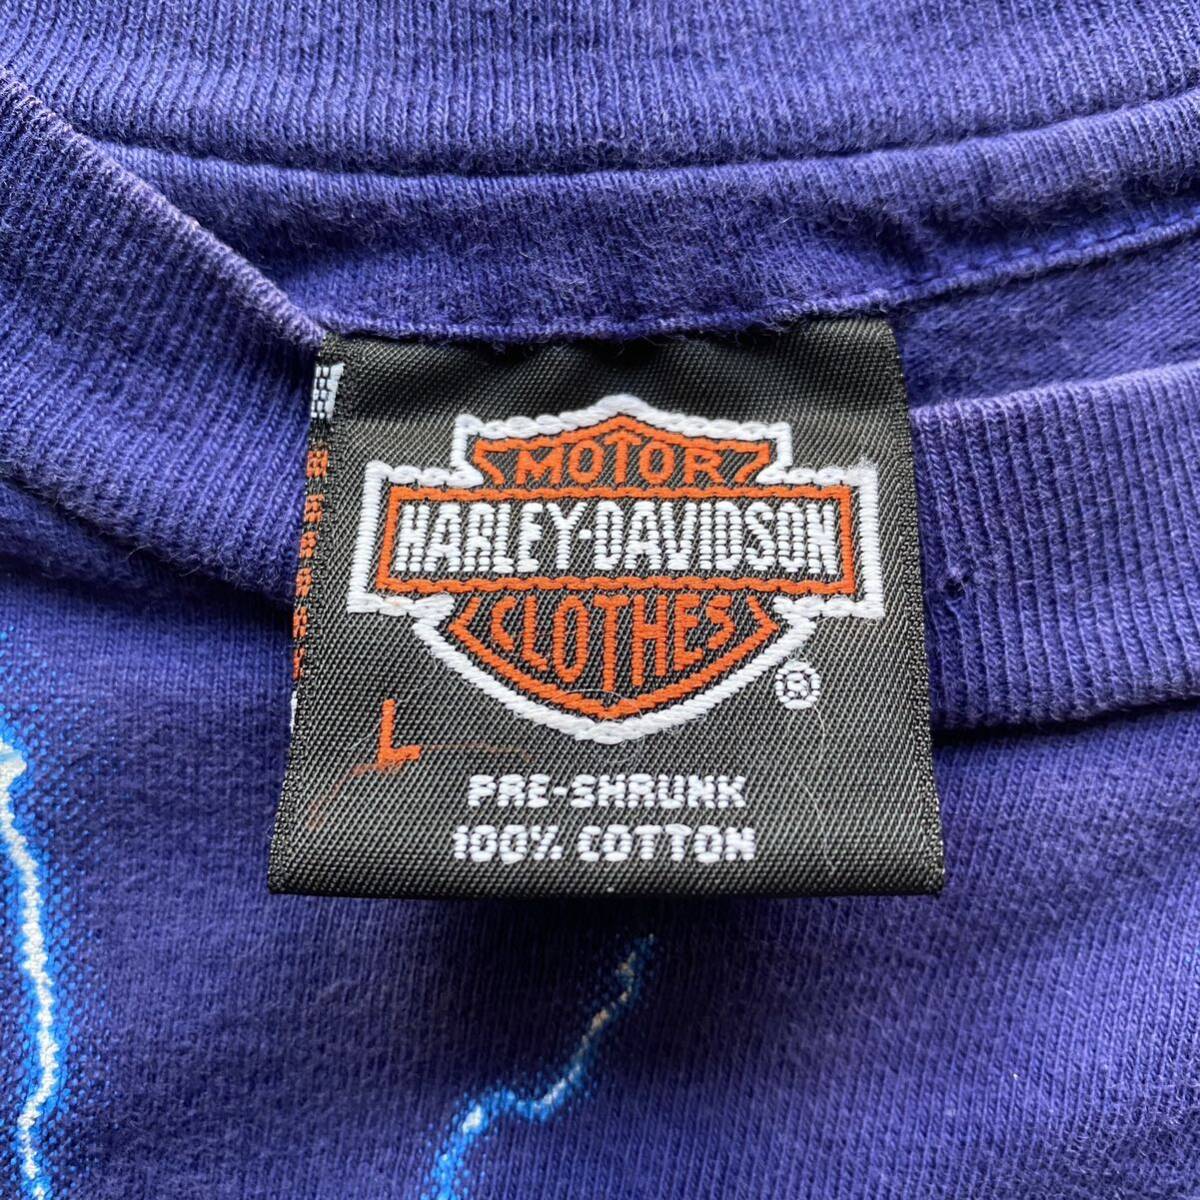 MOTOR
HARLEY-DAVIDSON
CLOTHES
®
L
PRE-SHRUNK
100% COTTON